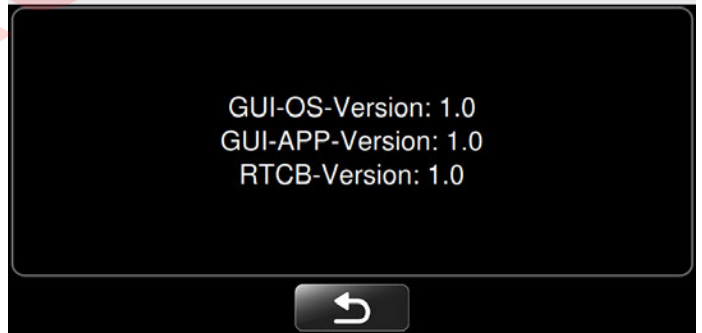 GUI-OS-Version: 1.0
GUI-APP-Version: 1.0
RTCB-Version: 1.0